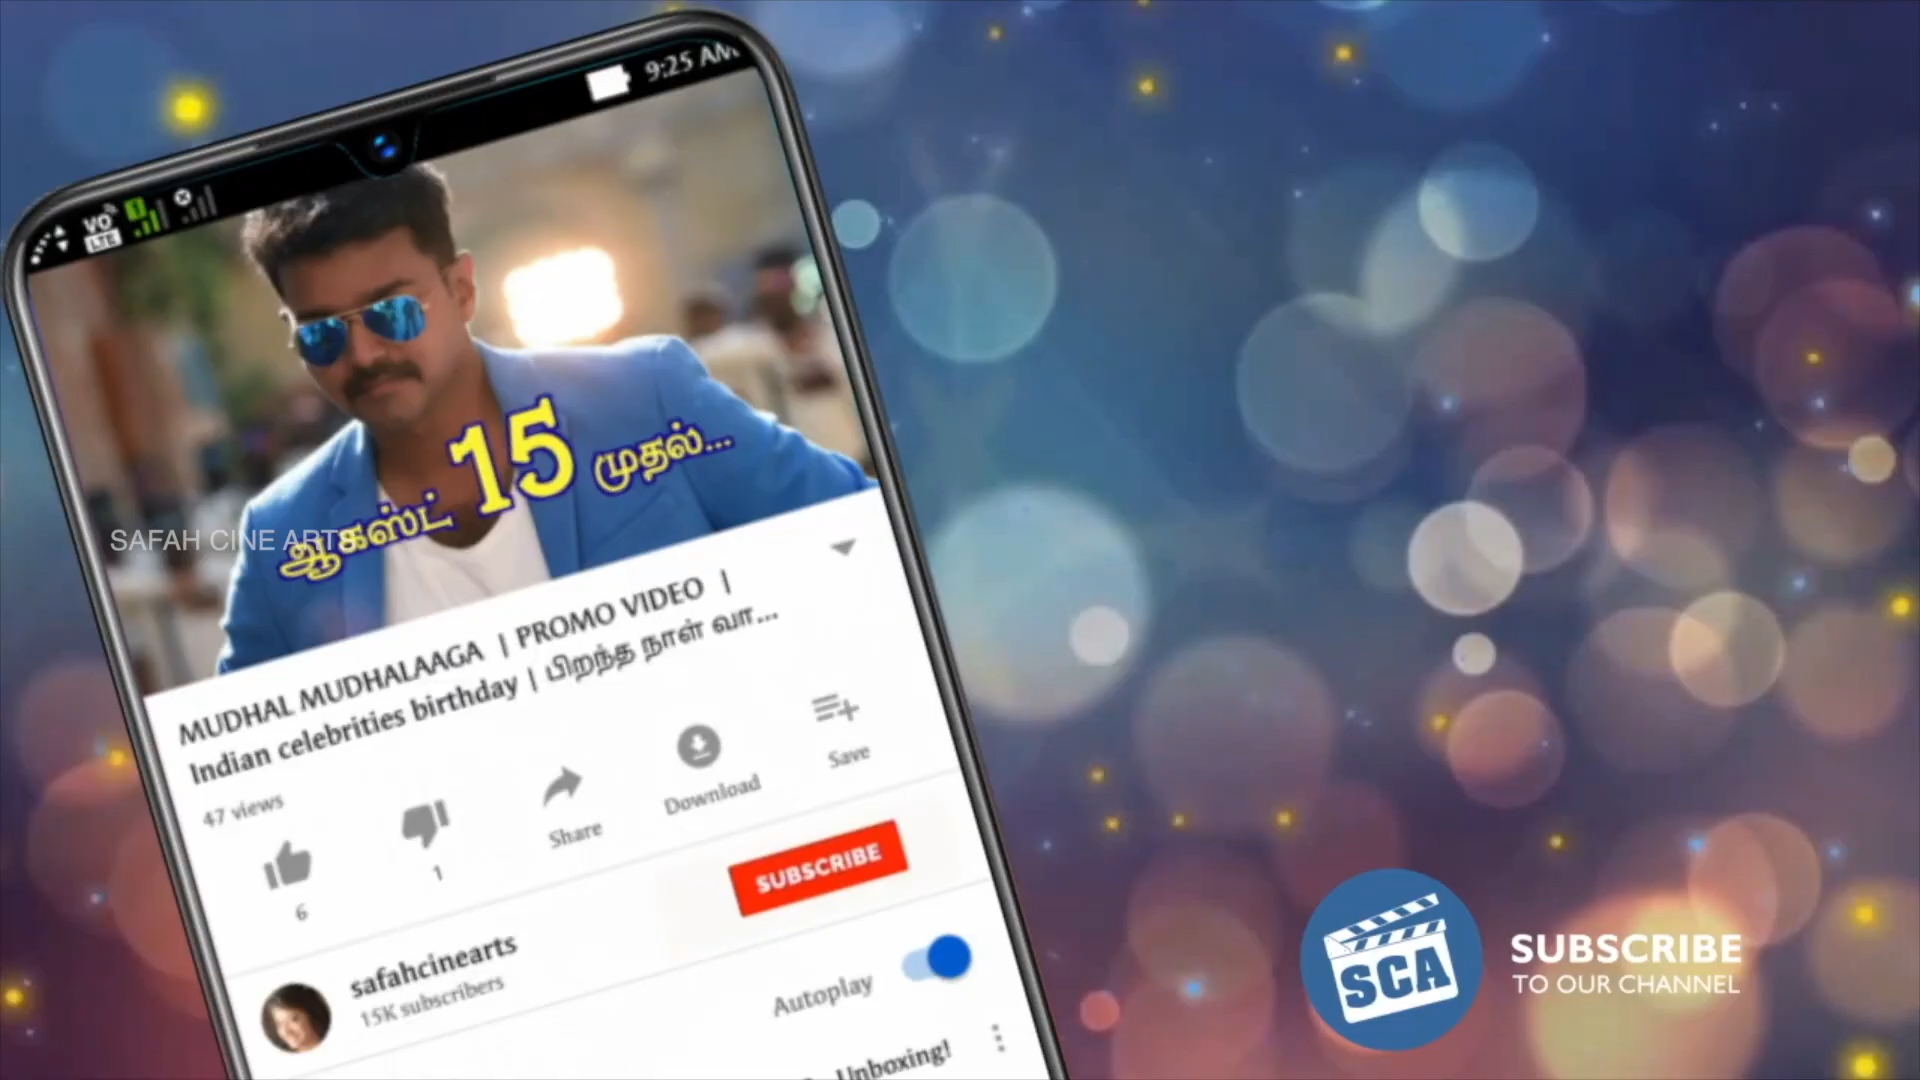 9:25 AM
VO
LTE
1
ஆகஸ்ட் 15 முதல்...
SAFAH CINE ARTS
MUDHAL MUDHALAAGA | PROMO VIDEO |
Indian celebrities birthday | பிறந்த நாள் வா...
47 views
6
1
Share
Download
Save
safahcinearts
15K subscribers
SUBSCRIBE
Autoplay
Unboxing!
SCA
SUBSCRIBE
TO OUR CHANNEL